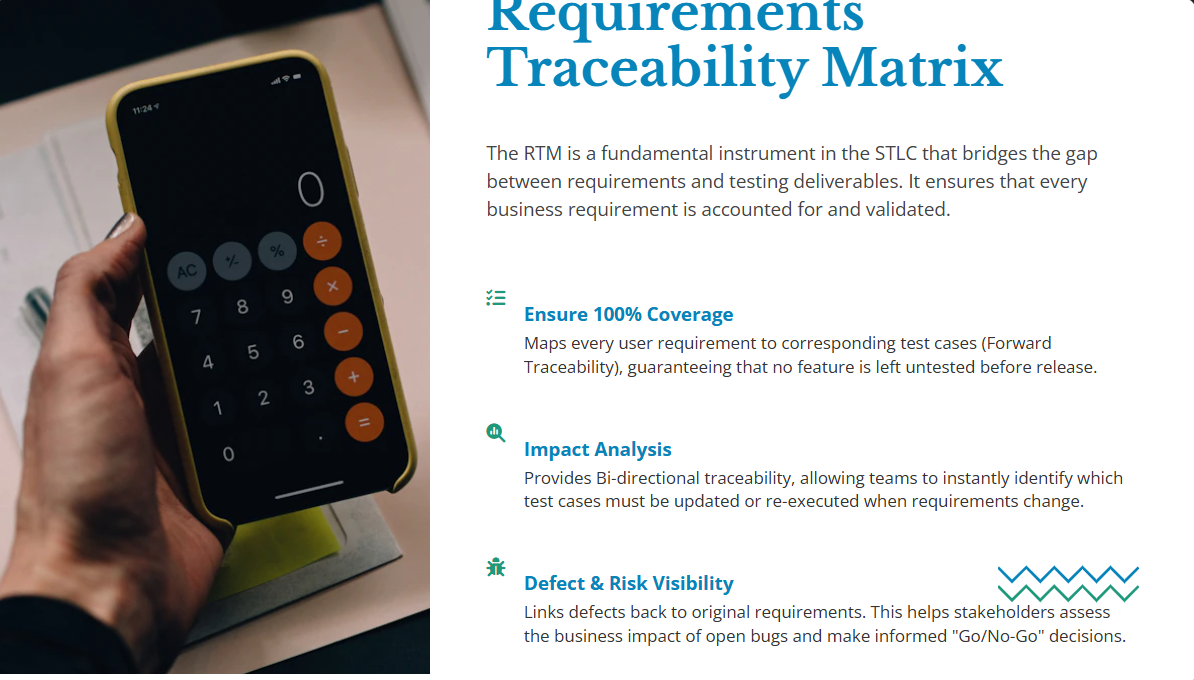 11:24
0
AC +/- % ÷
7 8 9 ×
4 5 6 −
1 2 3 +
0 . =
Requirements
Traceability Matrix
The RTM is a fundamental instrument in the STLC that bridges the gap
between requirements and testing deliverables. It ensures that every
business requirement is accounted for and validated.
Ensure 100% Coverage
Maps every user requirement to corresponding test cases (Forward
Traceability), guaranteeing that no feature is left untested before release.
Impact Analysis
Provides Bi-directional traceability, allowing teams to instantly identify which
test cases must be updated or re-executed when requirements change.
Defect & Risk Visibility
Links defects back to original requirements. This helps stakeholders assess
the business impact of open bugs and make informed "Go/No-Go" decisions.